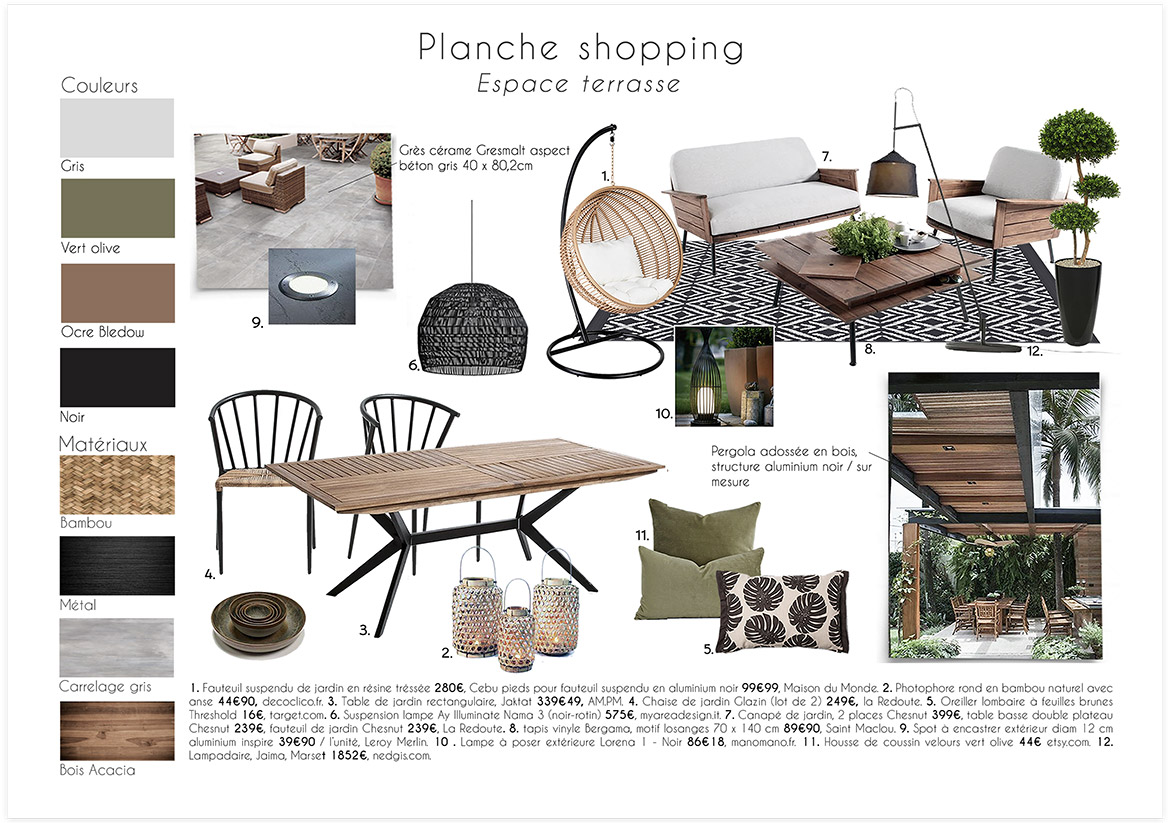 Planche shopping
Espace terrasse
Couleurs
Gris
Vert olive
Ocre Bledow
Noir
Matériaux
Bambou
Métal
Carrelage gris
Bois Acacia
Grès cérame Gresmalt aspect
béton gris 40 x 80,2cm
1.
7.
9.
6.
8.
12.
10.
Pergola adossée en bois,
structure aluminium noir / sur
mesure
11.
4.
3.
2.
5.
1. Fauteuil suspendu de jardin en résine tréssée 280€, Cebu pieds pour fauteuil suspendu en aluminium noir 99€99, Maison du Monde. 2. Photophore rond en bambou naturel avec
anse 44€90, decoclico.fr. 3. Table de jardin rectangulaire, Jaktat 339€49, AM.PM. 4. Chaise de jardin Glazin (lot de 2) 249€, la Redoute. 5. Oreiller lombaire à feuilles brunes
Threshold 16€, target.com. 6. Suspension lampe Ay Illuminate Nama 3 (noir-rotin) 575€, myareadesign.it. 7. Canapé de jardin, 2 places Chesnut 399€, table basse double plateau
Chesnut 239€, fauteuil de jardin Chesnut 239€, La Redoute. 8. tapis vinyle Bergama, motif losanges 70 x 140 cm 89€90, Saint Maclou. 9. Spot à encastrer extérieur diam 12 cm
aluminium inspire 39€90 / l'unité, Leroy Merlin. 10 . Lampe à poser extérieure Lorena 1 - Noir 86€18, manomano.fr. 11. Housse de coussin velours vert olive 44€ etsy.com. 12.
Lampadaire, Jaima, Marset 1852€, nedgis.com.